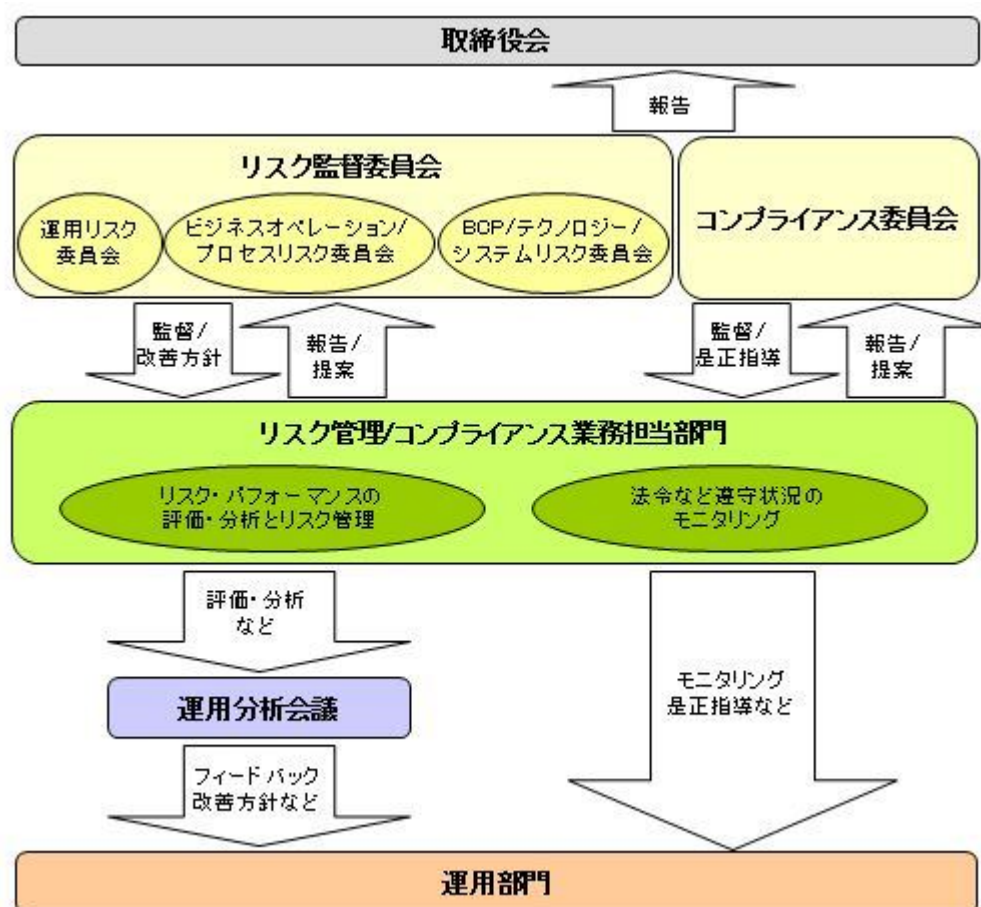 取締役会
報告
リスク監督委員会
運用リスク
委員会
ビジネスオペレーション/
プロセスリスク委員会
BCP/テクノロジー/
システムリスク委員会
コンプライアンス委員会
監督/
改善方針
報告/
提案
監督/
是正指導
報告/
提案
リスク管理/コンプライアンス業務担当部門
リスク・パフォーマンスの
評価・分析とリスク管理
法令など遵守状況の
モニタリング
評価・分析
など
運用分析会議
モニタリング
是正指導など
フィードバック
改善方針など
運用部門